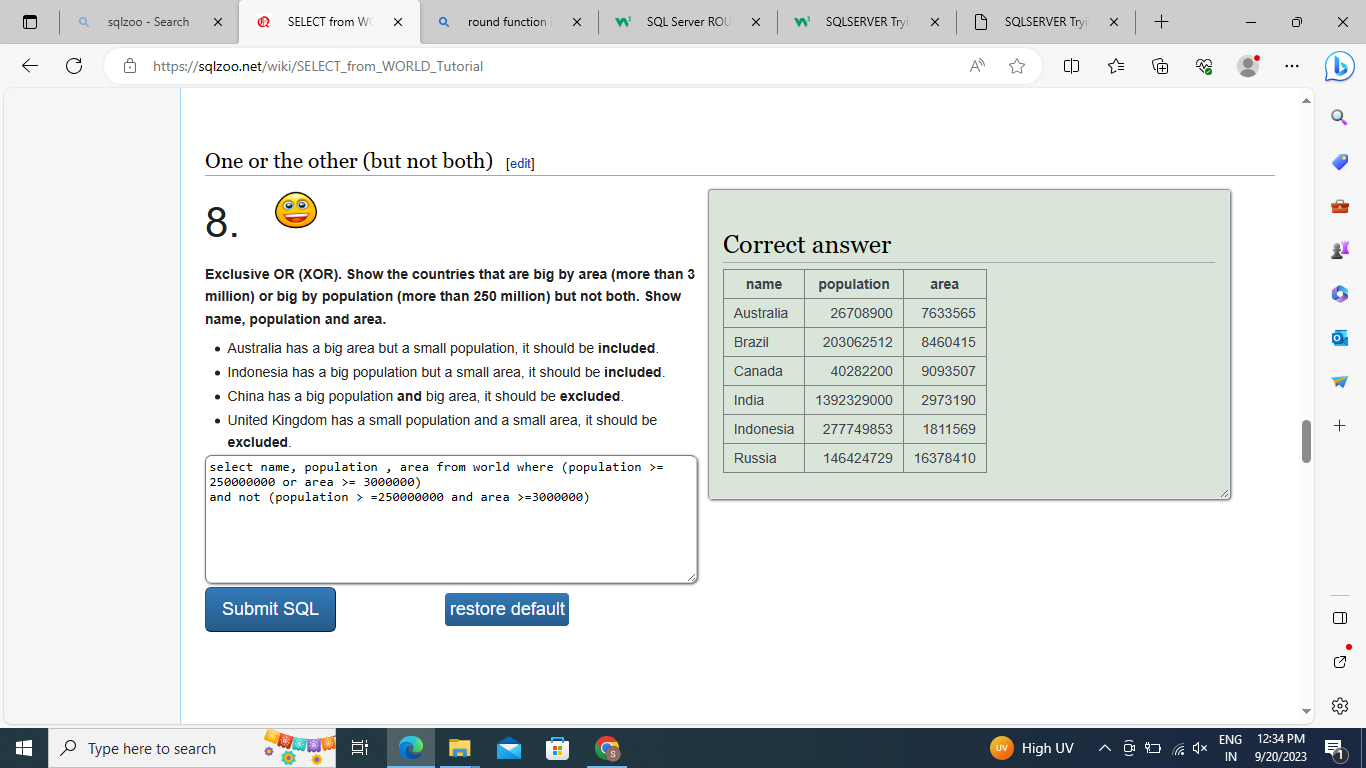 sqlzoo - Search
SELECT from WO
round function i
SQL Server ROU
SQLSERVER Tryi
SQLSERVER Tryi
https://sqlzoo.net/wiki/SELECT_from_WORLD_Tutorial
One or the other (but not both) [edit]
8.
Exclusive OR (XOR). Show the countries that are big by area (more than 3
million) or big by population (more than 250 million) but not both. Show
name, population and area.
Australia has a big area but a small population, it should be included.
Indonesia has a big population but a small area, it should be included.
China has a big population and big area, it should be excluded.
United Kingdom has a small population and a small area, it should be
excluded.
select name, population , area from world where (population >=
250000000 or area >= 3000000)
and not (population > =250000000 and area >=3000000)
Submit SQL
restore default
Correct answer
name population area
Australia 26708900 7633565
Brazil 203062512 8460415
Canada 40282200 9093507
India 1392329000 2973190
Indonesia 277749853 1811569
Russia 146424729 16378410
Type here to search
UV High UV
ENG
IN
12:34 PM
9/20/2023
1